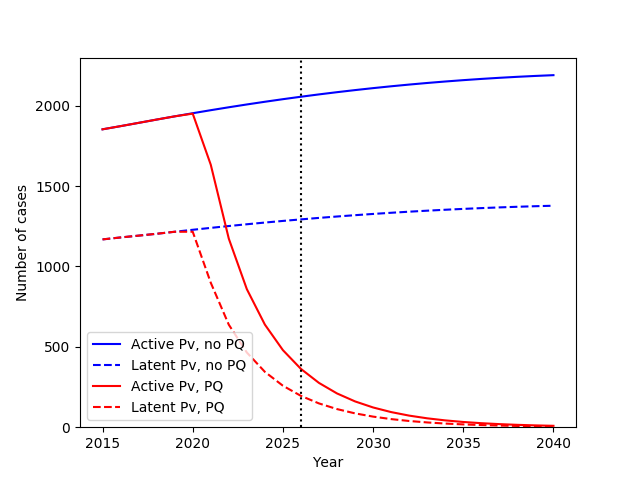 2000
1500
1000
500
0
Number of cases
Active Pv, no PQ
Latent Pv, no PQ
Active Pv, PQ
Latent Pv, PQ
2015 2020 2025 2030 2035 2040
Year